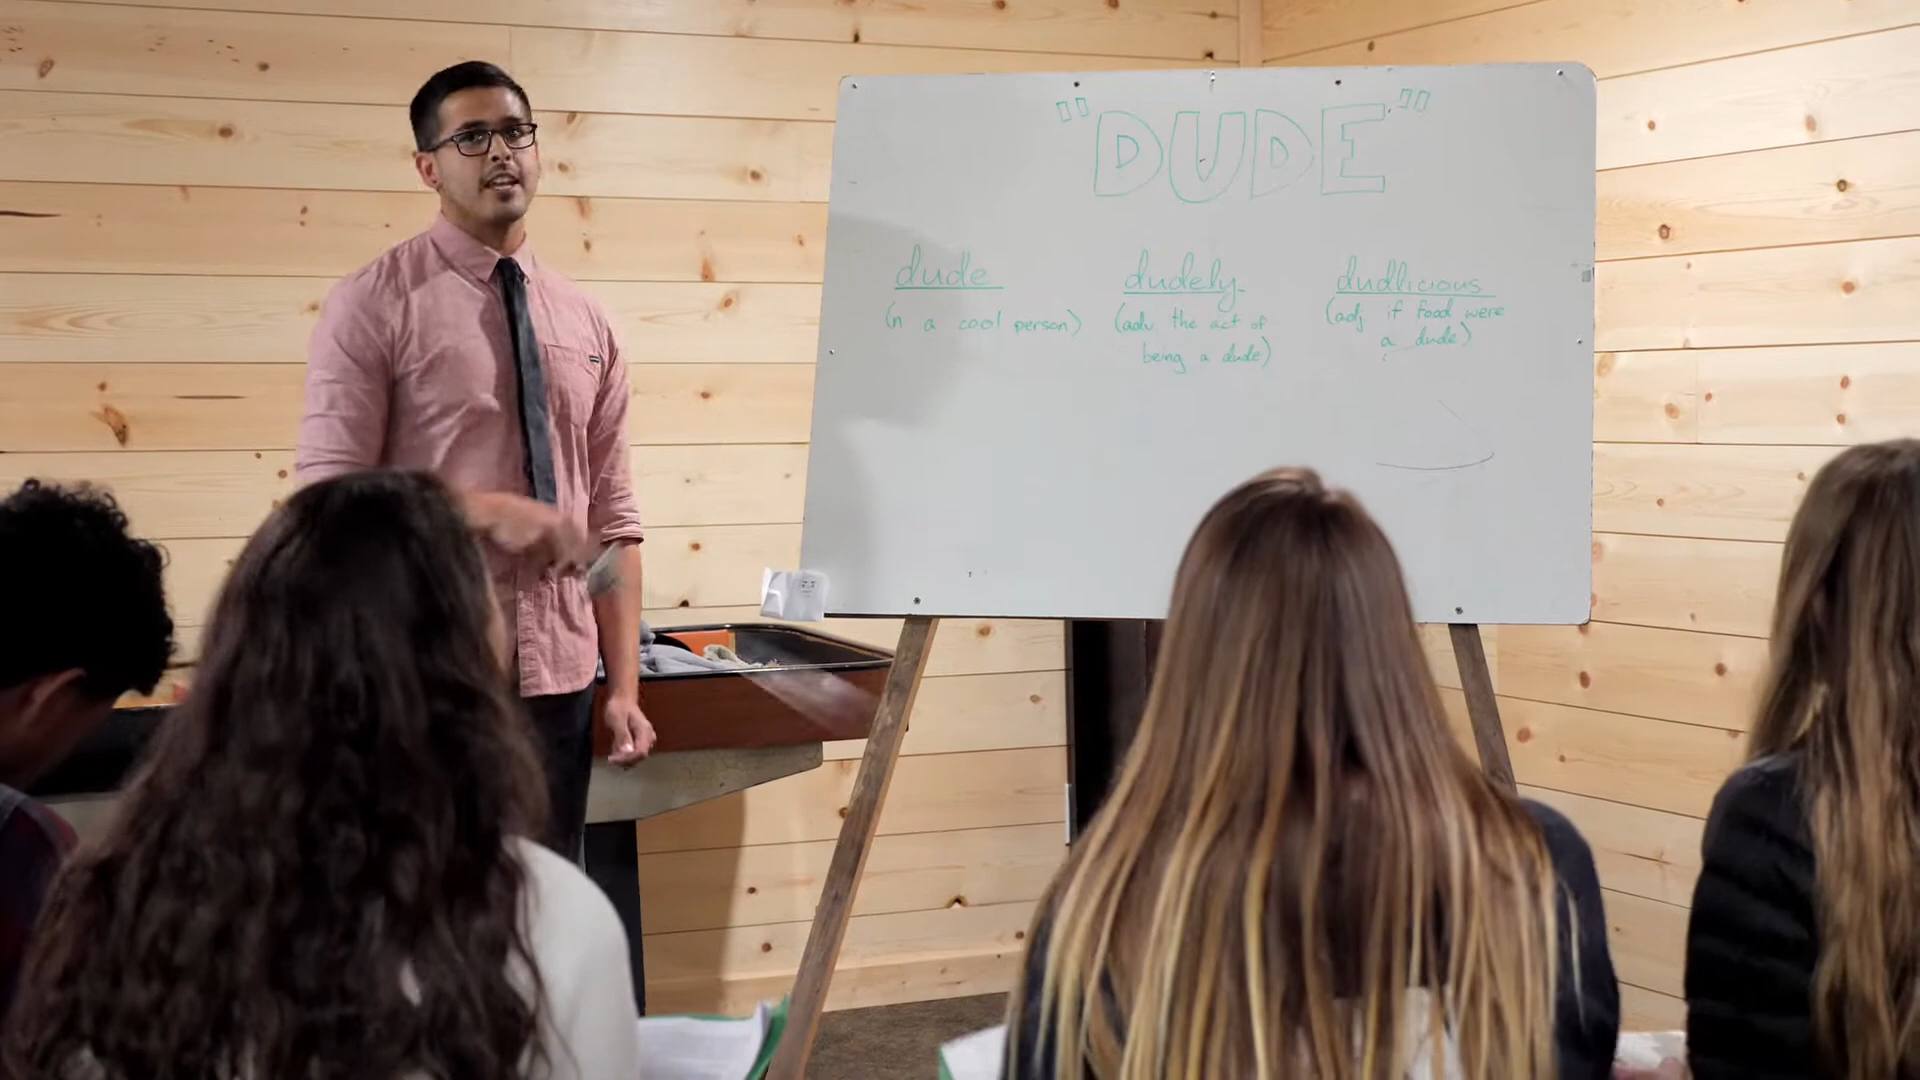 "DUDE"
dude
(n a cool person)
dudely
(adv. the act of
being a dude)
dudlicious
(adj. if food were
a dude)